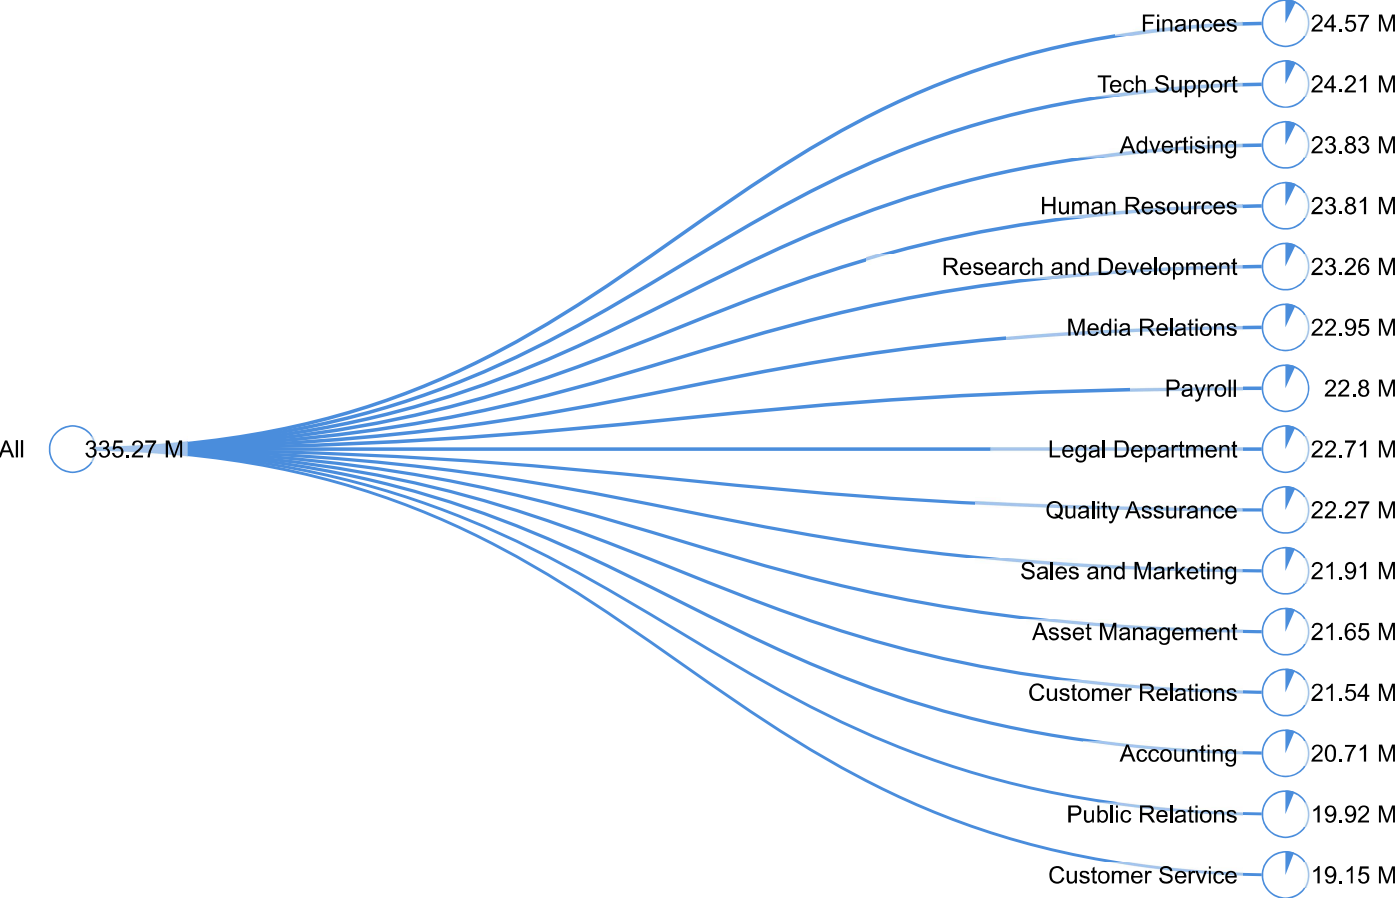 Finances 24.57 M
Tech Support 24.21 M
Advertising 23.83 M
Human Resources 23.81 M
Research and Development 23.26 M
Media Relations 22.95 M
Payroll 22.8 M
All 335.27 M Legal Department 22.71 M
Quality Assurance 22.27 M
Sales and Marketing 21.91 M
Asset Management 21.65 M
Customer Relations 21.54 M
Accounting 20.71 M
Public Relations 19.92 M
Customer Service 19.15 M